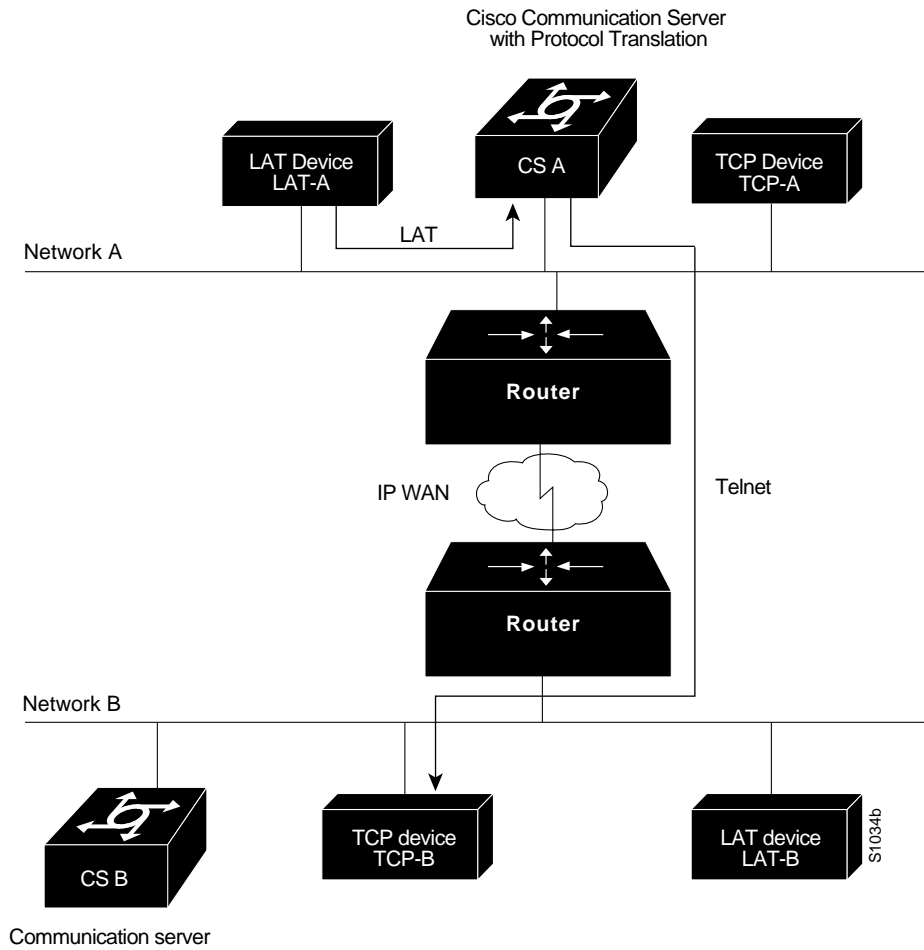 Cisco Communication Server
with Protocol Translation
LAT Device
LAT-A
CS A
TCP Device
TCP-A
LAT
Network A
Router
IP WAN
Telnet
Router
Network B
CS B
TCP device
TCP-B
LAT device
LAT-B
S1034b
Communication server